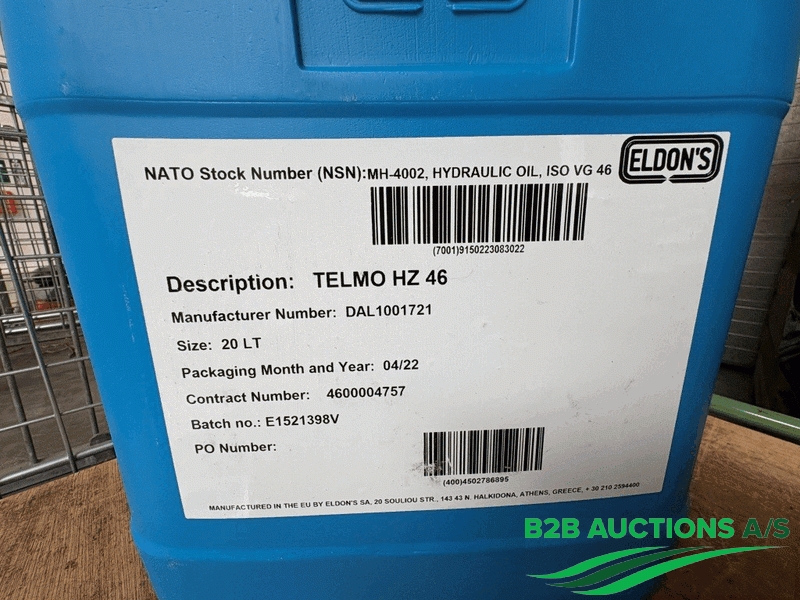 NATO Stock Number (NSN):MH-4002, HYDRAULIC OIL, ISO VG 46
ELDON'S
(7001)9150223083022
Description: TELMO HZ 46
Manufacturer Number: DAL1001721
Size: 20 LT
Packaging Month and Year: 04/22
Contract Number: 4600004757
Batch no.: E1521398V
PO Number:
(400)4502786895
MANUFACTURED IN THE EU BY ELDON'S SA, 20 SOULIOU STR., 143 43 N. HALKIDONA, ATHENS, GREECE, + 30 210 2594400
B2B AUCTIONS A/S